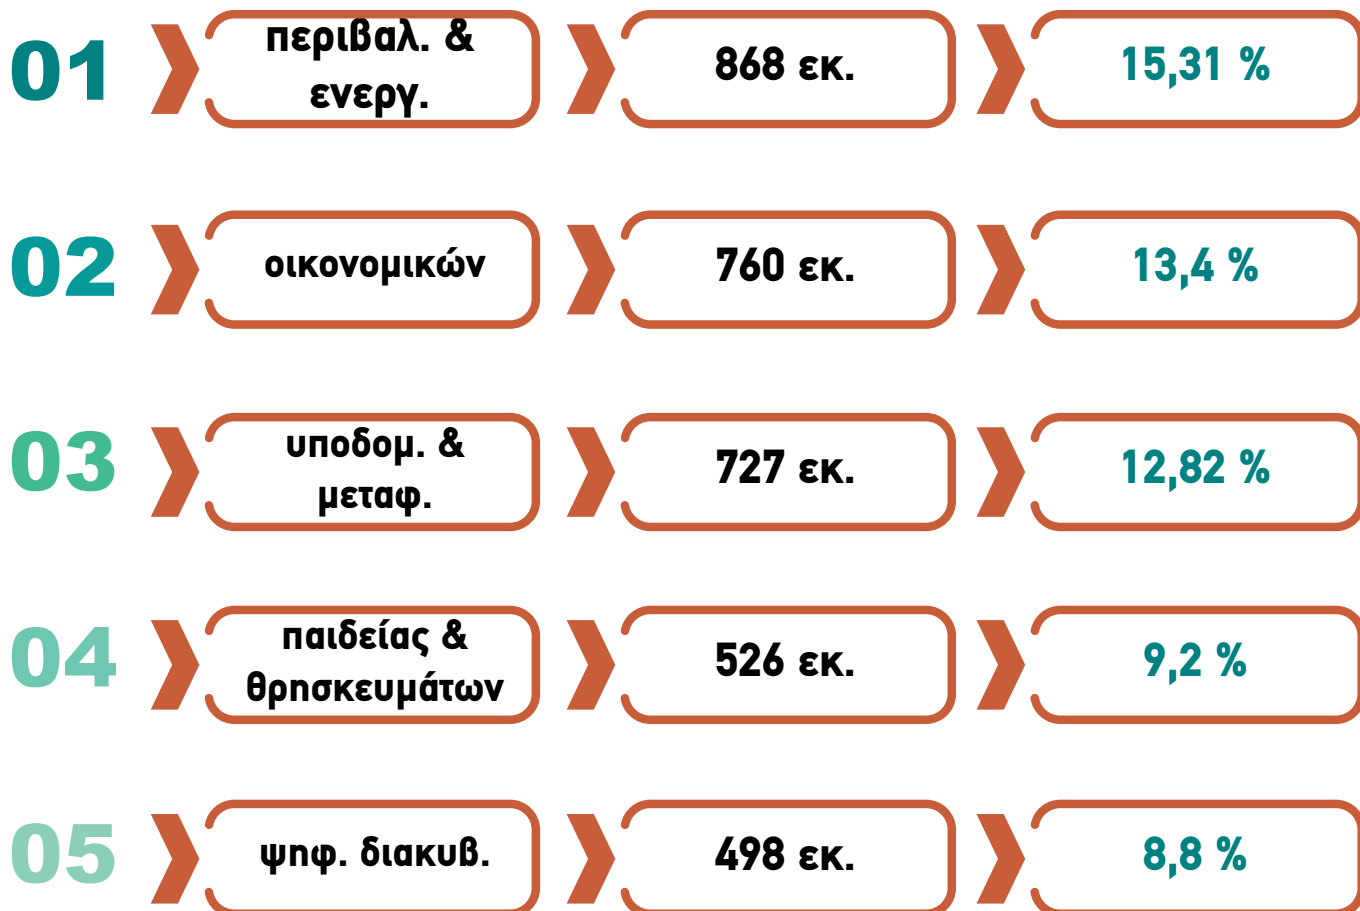 01
περιβαλ. &
ενεργ.
868 εκ.
15,31 %
02
οικονομικών
760 εκ.
13,4 %
03
υποδομ. &
μεταφ.
727 εκ.
12,82 %
04
παιδείας &
θρησκευμάτων
526 εκ.
9,2 %
05
ψηφ. διακυβ.
498 εκ.
8,8 %